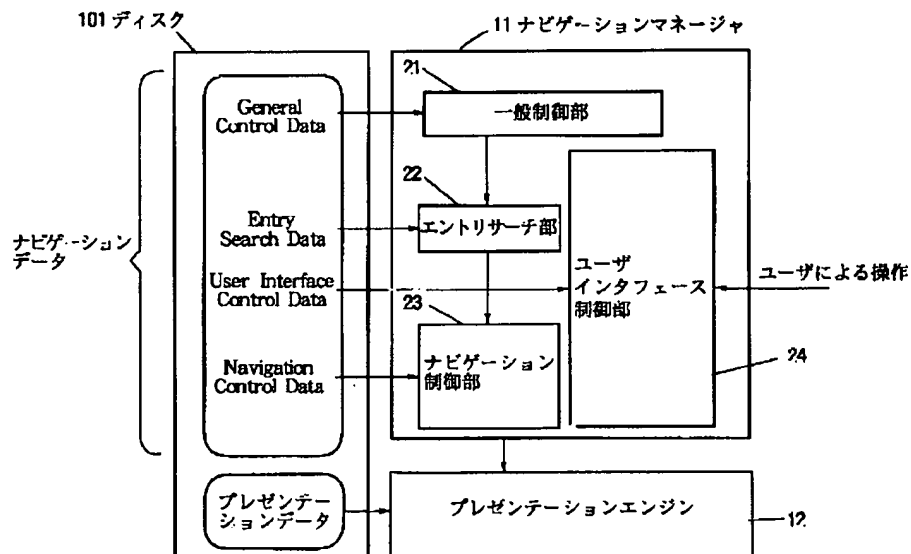 101 ディスク
11 ナビゲーションマネージャ
General
Control Data
21
一般制御部
22
Entry
Search Data
エントリサーチ部
ナビゲーション
データ
User Interface
Control Data
ユーザ
インタフェース
制御部
ユーザによる操作
23
Navigation
Control Data
ナビゲーション
制御部
24
プレゼンテー
ションデータ
プレゼンテーションエンジン
12